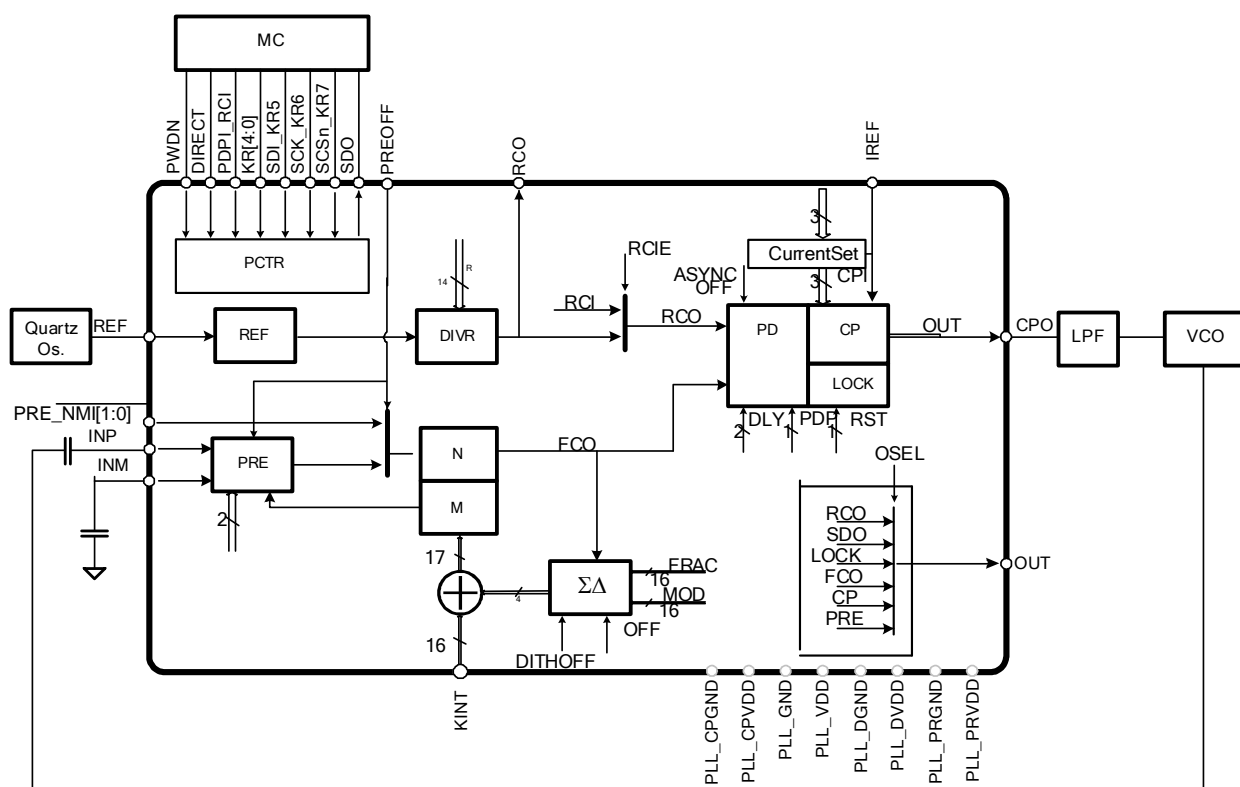 MC
PWDN
DIRECT
PDPI_RCI
KR[4:0]
SDI_KR5
SCK_KR6
SCSn_KR7
SDO
PREOFF
RCO
IREF
PCTR
14
R
RCIE
3
CurrentSet
3
CPI
ASYNC
OFF
RCI
RCO
Quartz
Os.
REF
REF
DIVR
PD
CP
LOCK
OUT
CPO
LPF
VCO
PRE_NMI[1:0]
INP
INM
PRE
2
N
M
FCO
2
DLY
1
PDP
1
RST
OSEL
RCO
SDO
LOCK
FCO
CP
PRE
OUT
17
16
4
ΣΔ
FRAC
16
MOD
16
OFF
DITHOFF
KINT
PLL_CPGND
PLL_CPVDD
PLL_GND
PLL_VDD
PLL_DGND
PLL_DVDD
PLL_PRGND
PLL_PRVDD